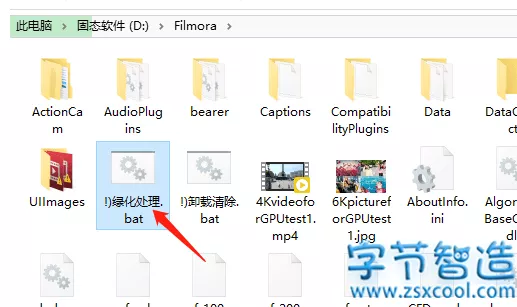 此电脑 > 固态软件 (D:) > Filmora
ActionCam
AudioPlugins
bearer
Captions
CompatibilityPlugins
Data
UIImages
!)绿化处理.bat
!)卸载清除.bat
4KvideoforGPUtest1.mp4
6KpictureforGPUtest1.jpg
AboutInfo.ini
字节智造
www.zsxcool.com